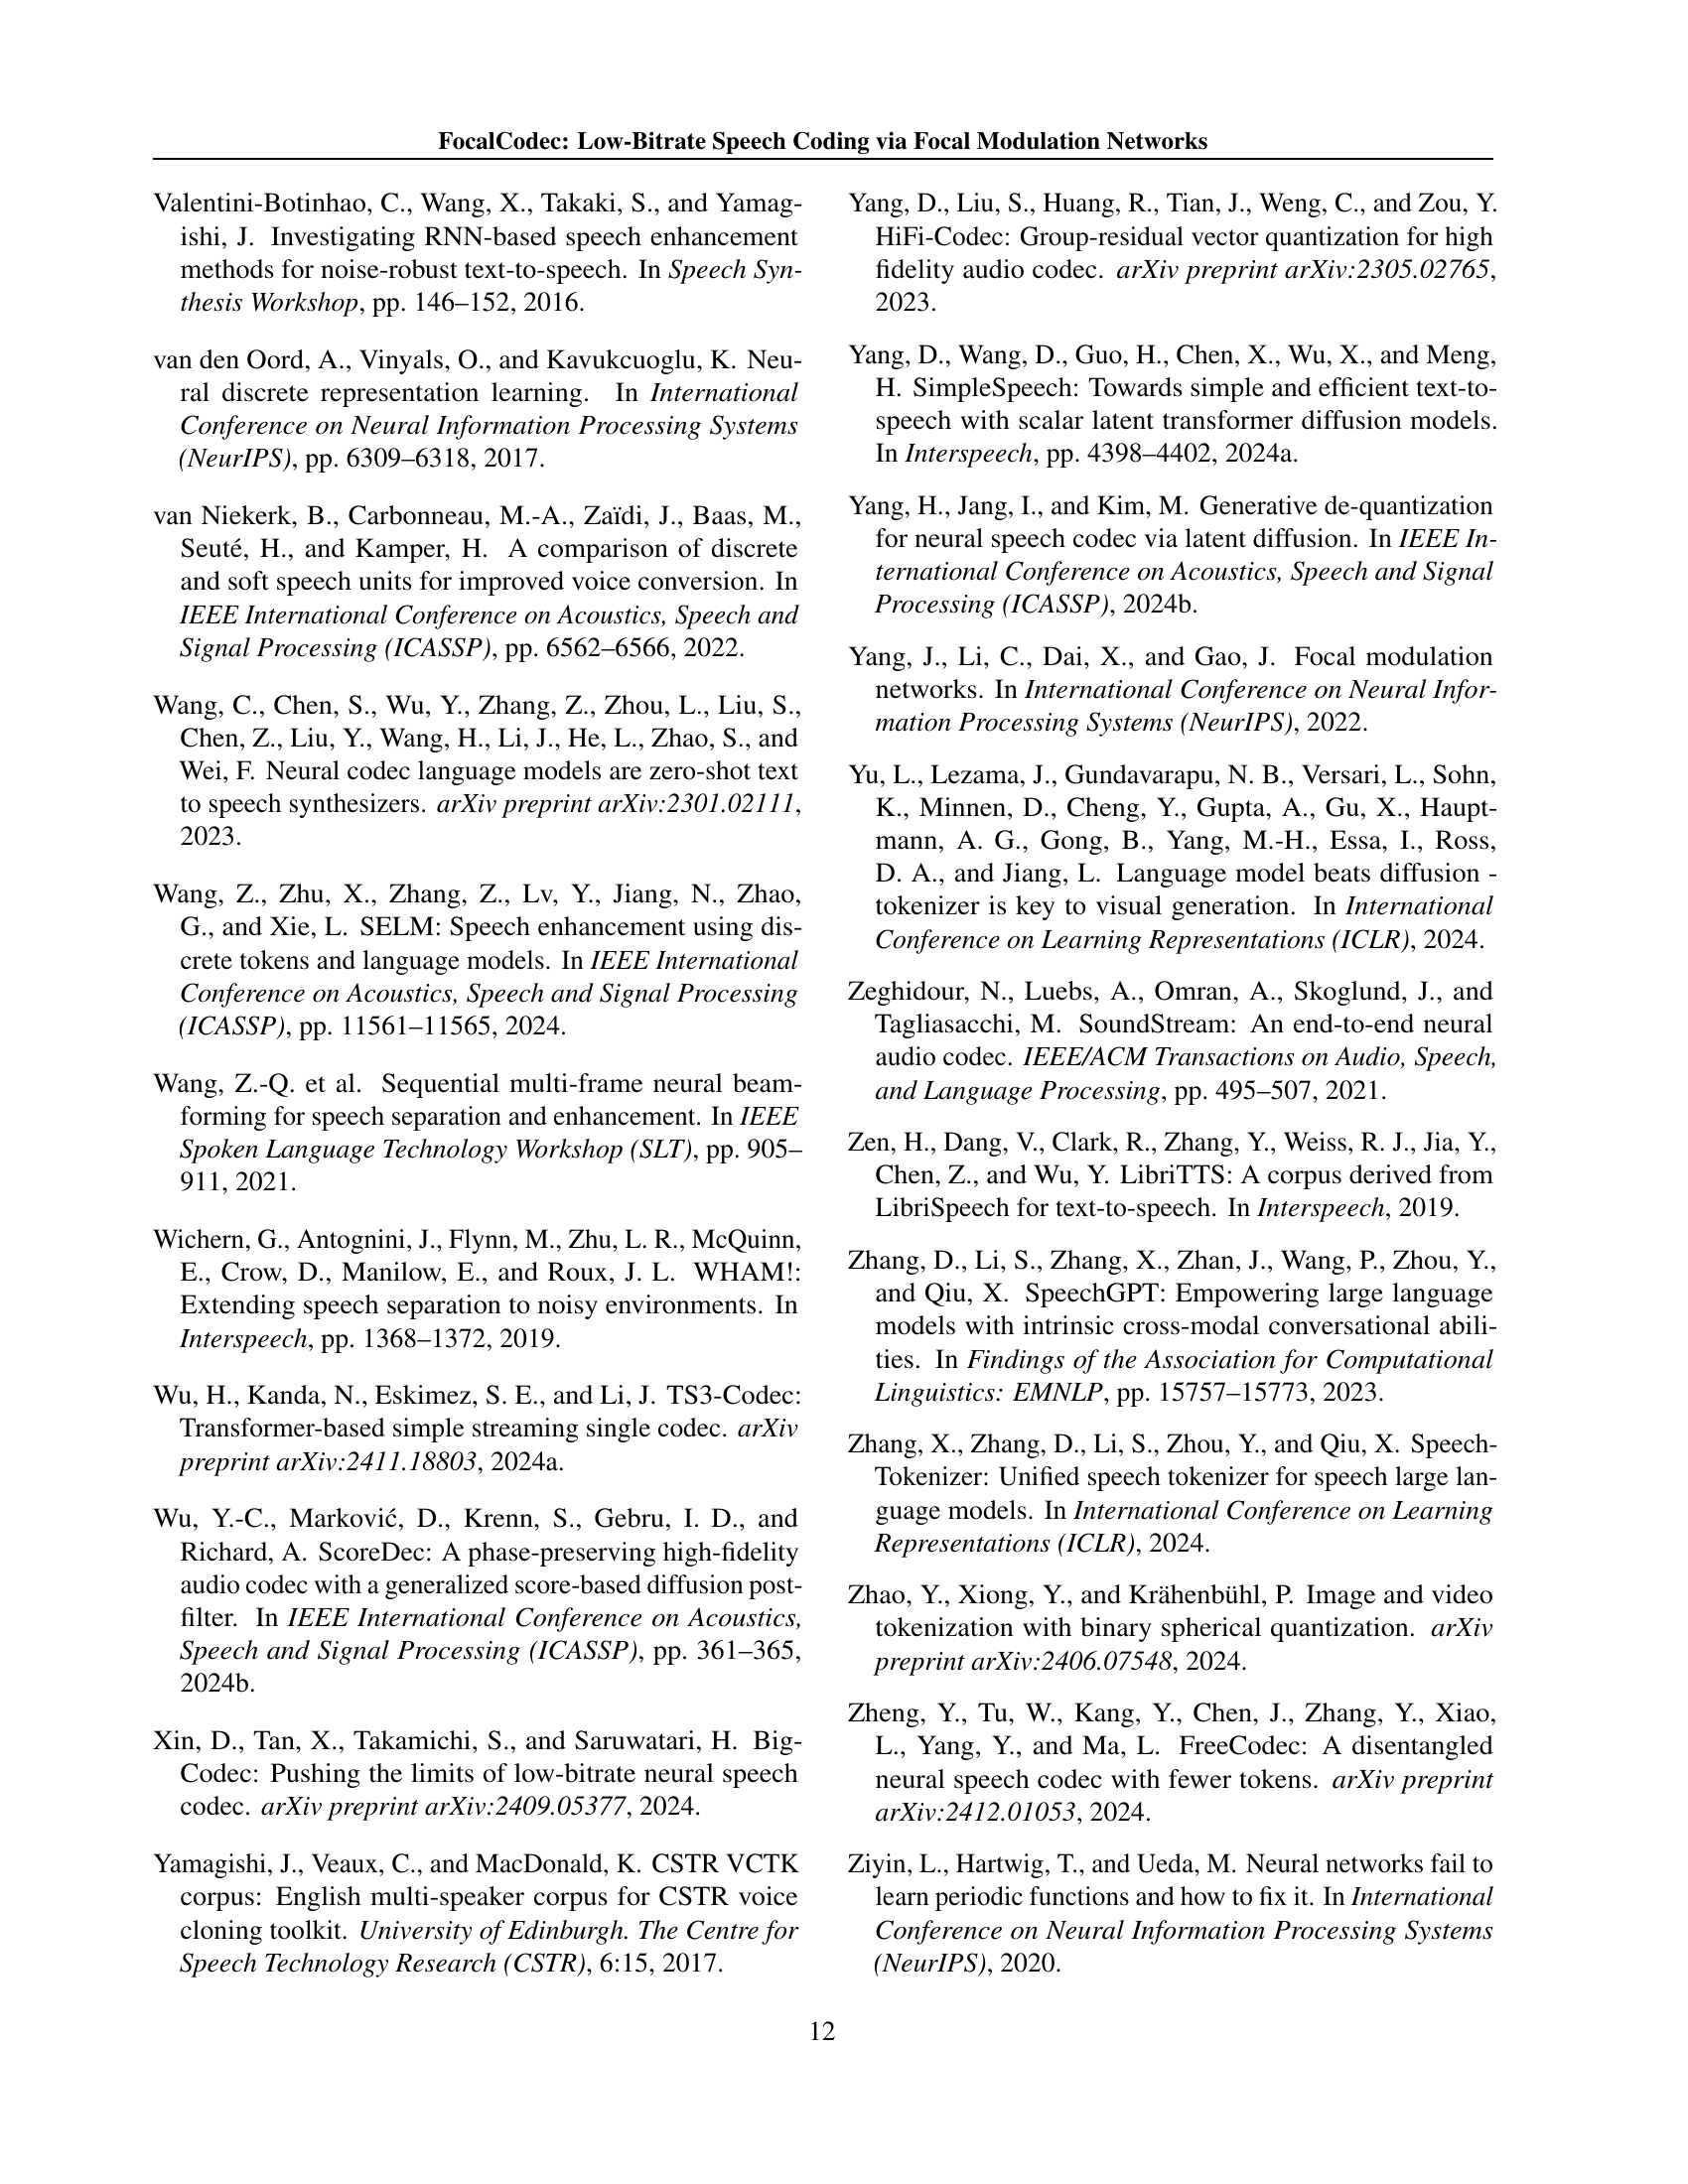 FocalCodec: Low-Bitrate Speech Coding via Focal Modulation Networks
Valentini-Botinhao, C., Wang, X., Takaki, S., and Yamag-
ishi, J. Investigating RNN-based speech enhancement
methods for noise-robust text-to-speech. In Speech Syn-
thesis Workshop, pp. 146–152, 2016.
van den Oord, A., Vinyals, O., and Kavukcuoglu, K. Neu-
ral discrete representation learning. In International
Conference on Neural Information Processing Systems
(NeurIPS), pp. 6309–6318, 2017.
van Niekerk, B., Carbonneau, M.-A., Zaïdi, J., Baas, M.,
Seuté, H., and Kamper, H. A comparison of discrete
and soft speech units for improved voice conversion. In
IEEE International Conference on Acoustics, Speech and
Signal Processing (ICASSP), pp. 6562–6566, 2022.
Wang, C., Chen, S., Wu, Y., Zhang, Z., Zhou, L., Liu, S.,
Chen, Z., Liu, Y., Wang, H., Li, J., He, L., Zhao, S., and
Wei, F. Neural codec language models are zero-shot text
to speech synthesizers. arXiv preprint arXiv:2301.02111,
2023.
Wang, Z., Zhu, X., Zhang, Z., Lv, Y., Jiang, N., Zhao,
G., and Xie, L. SELM: Speech enhancement using dis-
crete tokens and language models. In IEEE International
Conference on Acoustics, Speech and Signal Processing
(ICASSP), pp. 11561–11565, 2024.
Wang, Z.-Q. et al. Sequential multi-frame neural beam-
forming for speech separation and enhancement. In IEEE
Spoken Language Technology Workshop (SLT), pp. 905–
911, 2021.
Wichern, G., Antognini, J., Flynn, M., Zhu, L. R., McQuinn,
E., Crow, D., Manilow, E., and Roux, J. L. WHAM!:
Extending speech separation to noisy environments. In
Interspeech, pp. 1368–1372, 2019.
Wu, H., Kanda, N., Eskimez, S. E., and Li, J. TS3-Codec:
Transformer-based simple streaming single codec. arXiv
preprint arXiv:2411.18803, 2024a.
Wu, Y.-C., Marković, D., Krenn, S., Gebru, I. D., and
Richard, A. ScoreDec: A phase-preserving high-fidelity
audio codec with a generalized score-based diffusion post-
filter. In IEEE International Conference on Acoustics,
Speech and Signal Processing (ICASSP), pp. 361–365,
2024b.
Xin, D., Tan, X., Takamichi, S., and Saruwatari, H. Big-
Codec: Pushing the limits of low-bitrate neural speech
codec. arXiv preprint arXiv:2409.05377, 2024.
Yamagishi, J., Veaux, C., and MacDonald, K. CSTR VCTK
corpus: English multi-speaker corpus for CSTR voice
cloning toolkit. University of Edinburgh. The Centre for
Speech Technology Research (CSTR), 6:15, 2017.
Yang, D., Liu, S., Huang, R., Tian, J., Weng, C., and Zou, Y.
HiFi-Codec: Group-residual vector quantization for high
fidelity audio codec. arXiv preprint arXiv:2305.02765,
2023.
Yang, D., Wang, D., Guo, H., Chen, X., Wu, X., and Meng,
H. SimpleSpeech: Towards simple and efficient text-to-
speech with scalar latent transformer diffusion models.
In Interspeech, pp. 4398–4402, 2024a.
Yang, H., Jang, I., and Kim, M. Generative de-quantization
for neural speech codec via latent diffusion. In IEEE In-
ternational Conference on Acoustics, Speech and Signal
Processing (ICASSP), 2024b.
Yang, J., Li, C., Dai, X., and Gao, J. Focal modulation
networks. In International Conference on Neural Infor-
mation Processing Systems (NeurIPS), 2022.
Yu, L., Lezama, J., Gundavarapu, N. B., Versari, L., Sohn,
K., Minnen, D., Cheng, Y., Gupta, A., Gu, X., Haupt-
mann, A. G., Gong, B., Yang, M.-H., Essa, I., Ross,
D. A., and Jiang, L. Language model beats diffusion -
tokenizer is key to visual generation. In International
Conference on Learning Representations (ICLR), 2024.
Zeghidour, N., Luebs, A., Omran, A., Skoglund, J., and
Tagliasacchi, M. SoundStream: An end-to-end neural
audio codec. IEEE/ACM Transactions on Audio, Speech,
and Language Processing, pp. 495–507, 2021.
Zen, H., Dang, V., Clark, R., Zhang, Y., Weiss, R. J., Jia, Y.,
Chen, Z., and Wu, Y. LibriTTS: A corpus derived from
LibriSpeech for text-to-speech. In Interspeech, 2019.
Zhang, D., Li, S., Zhang, X., Zhan, J., Wang, P., Zhou, Y.,
and Qiu, X. SpeechGPT: Empowering large language
models with intrinsic cross-modal conversational abili-
ties. In Findings of the Association for Computational
Linguistics: EMNLP, pp. 15757–15773, 2023.
Zhang, X., Zhang, D., Li, S., Zhou, Y., and Qiu, X. Speech-
Tokenizer: Unified speech tokenizer for speech large lan-
guage models. In International Conference on Learning
Representations (ICLR), 2024.
Zhao, Y., Xiong, Y., and Krähenbühl, P. Image and video
tokenization with binary spherical quantization. arXiv
preprint arXiv:2406.07548, 2024.
Zheng, Y., Tu, W., Kang, Y., Chen, J., Zhang, Y., Xiao,
L., Yang, Y., and Ma, L. FreeCodec: A disentangled
neural speech codec with fewer tokens. arXiv preprint
arXiv:2412.01053, 2024.
Ziyin, L., Hartwig, T., and Ueda, M. Neural networks fail to
learn periodic functions and how to fix it. In International
Conference on Neural Information Processing Systems
(NeurIPS), 2020.
12